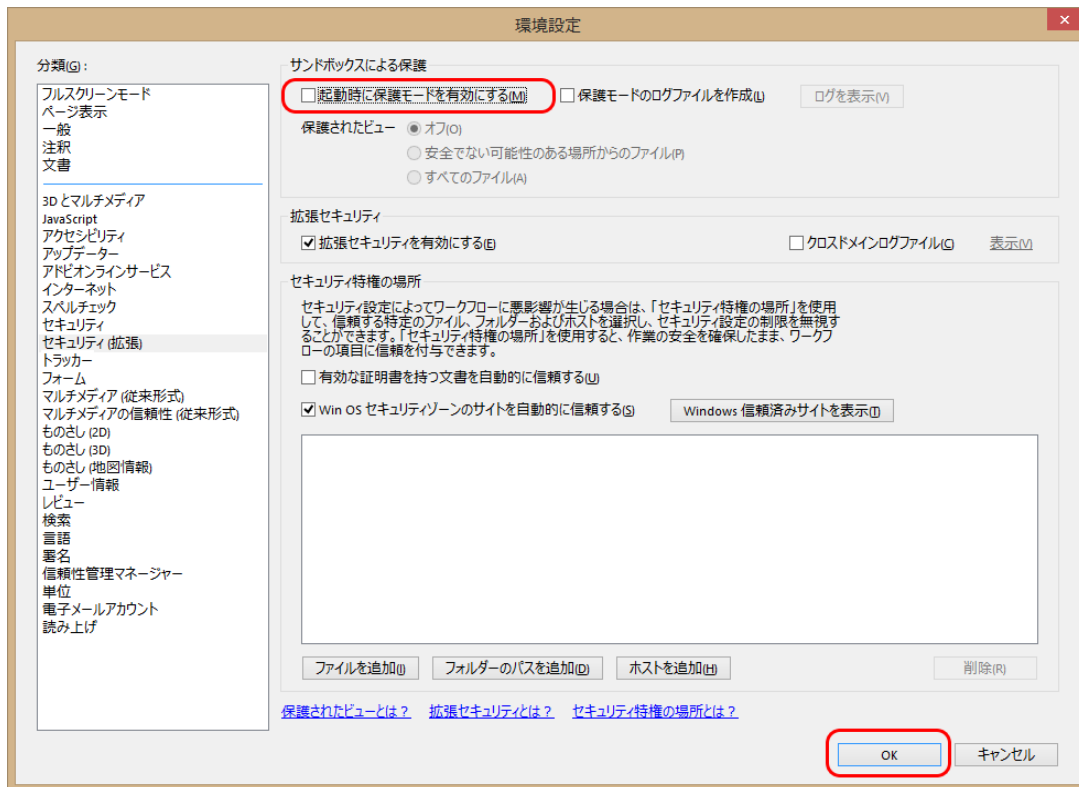 環境設定
分類(G):
フルスクリーンモード
ページ表示
一般
注釈
文書
3D とマルチメディア
JavaScript
アクセシビリティ
アップデーター
アドビオンラインサービス
インターネット
スペルチェック
セキュリティ
セキュリティ (拡張)
トラッカー
フォーム
マルチメディア (従来形式)
マルチメディアの信頼性 (従来形式)
ものさし (2D)
ものさし (3D)
ものさし (地図情報)
ユーザー情報
レビュー
検索
言語
署名
信頼性管理マネージャー
単位
電子メールアカウント
読み上げ
サンドボックスによる保護
起動時に保護モードを有効にする(M) 保護モードのログファイルを作成(L) ログを表示(V)
保護されたビュー オフ(O)
安全でない可能性のある場所からのファイル(P)
すべてのファイル(A)
拡張セキュリティ
拡張セキュリティを有効にする(E) クロスドメインログファイル(C) 表示(V)
セキュリティ特権の場所
セキュリティ設定によってワークフローに悪影響が生じる場合は、「セキュリティ特権の場所」を使用
して、信頼する特定のファイル、フォルダーおよびホストを選択し、セキュリティ設定の制限を無視す
ることができます。「セキュリティ特権の場所」を使用すると、作業の安全を確保したまま、ワークフ
ローの項目に信頼を付与できます。
有効な証明書を持つ文書を自動的に信頼する(U)
Win OS セキュリティゾーンのサイトを自動的に信頼する(S) Windows 信頼済みサイトを表示(T)
ファイルを追加(I) フォルダーのパスを追加(D) ホストを追加(H) 削除(R)
保護されたビューとは? 拡張セキュリティとは? セキュリティ特権の場所とは?
OK キャンセル